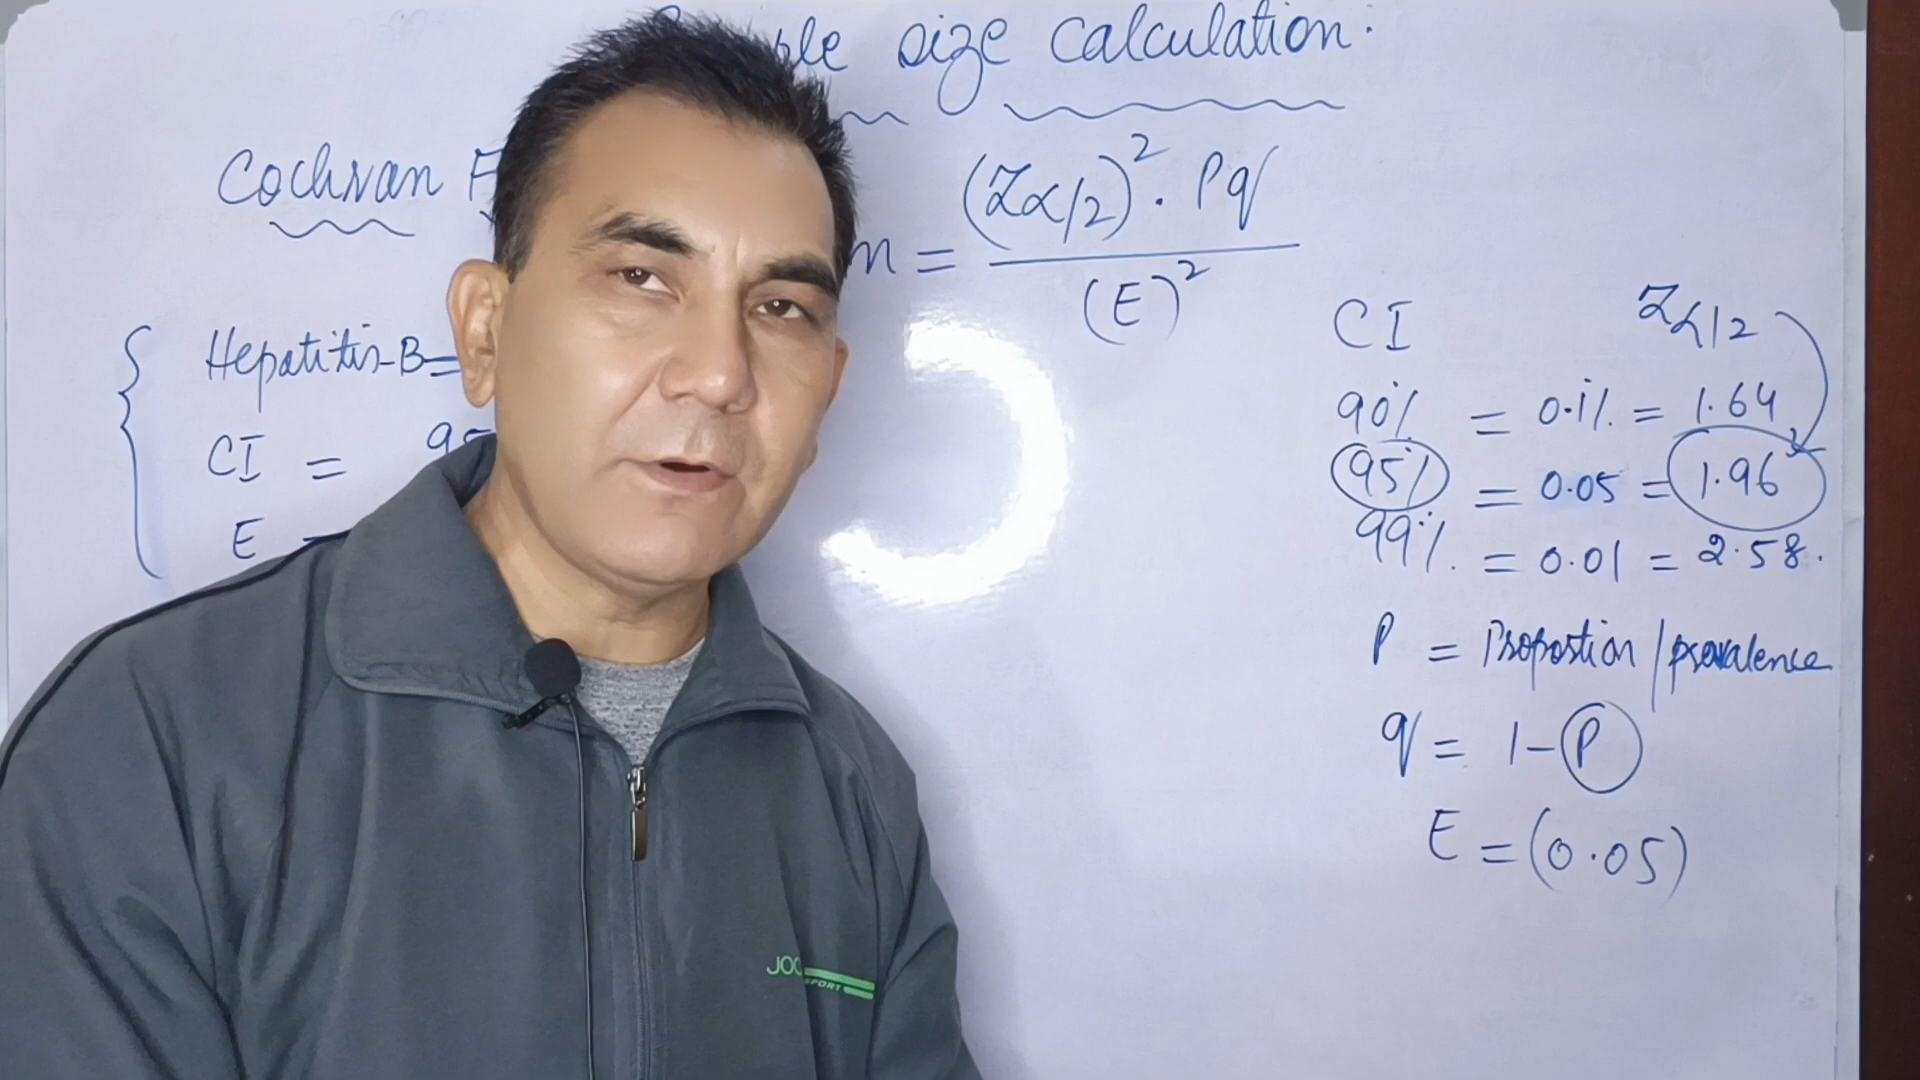 size calculation.
Cochran
n = (Zα/2)² · Pq / (E)²
Hepatitis-B=
CI =
E =
CI Zα/2
90% = 0.1% = 1.64
95% = 0.05 = 1.96
99% = 0.01 = 2.58.
P = Proportion/prevalence
q = 1-P
E = (0.05)
SPORT